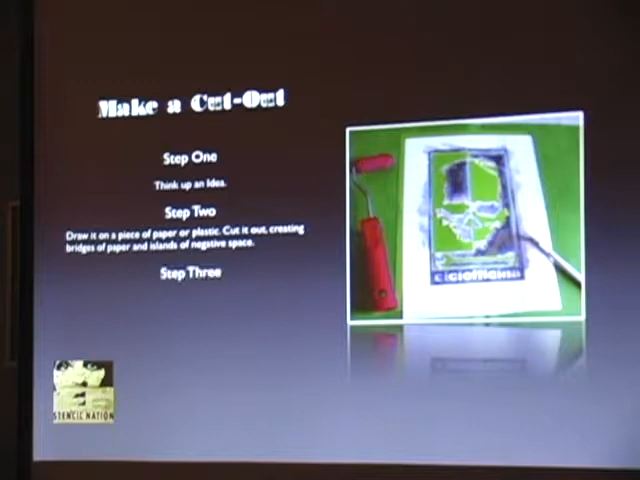 Make a Cut-Out
Step One
Think up an Idea.
Step Two
Draw it on a piece of paper or plastic. Cut it out, creating
bridges of paper and islands of negative space.
Step Three
STENCIL NATION